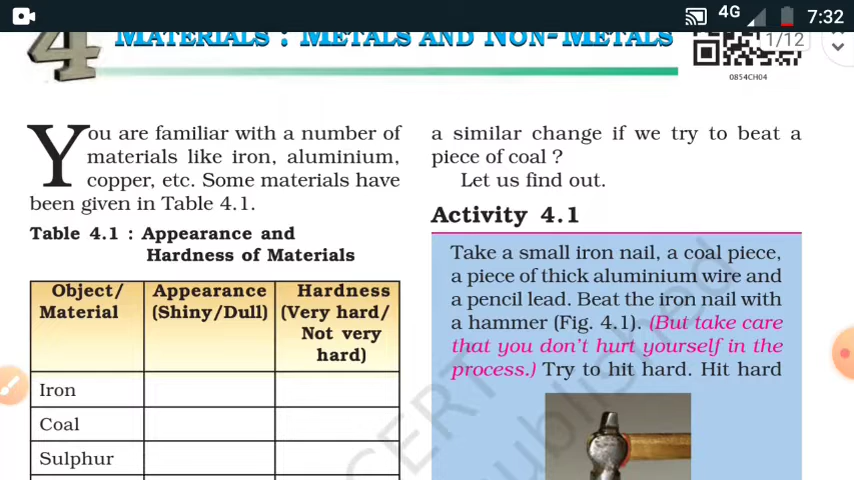 4G 7:32
4 MATERIALS : METALS AND NON-METALS
1/12
0854CH04
You are familiar with a number of
materials like iron, aluminium,
copper, etc. Some materials have
been given in Table 4.1.
Table 4.1 : Appearance and
Hardness of Materials
Object/ Material
Appearance (Shiny/Dull)
Hardness (Very hard/ Not very hard)
Iron
Coal
Sulphur
a similar change if we try to beat a
piece of coal ?
Let us find out.
Activity 4.1
Take a small iron nail, a coal piece,
a piece of thick aluminium wire and
a pencil lead. Beat the iron nail with
a hammer (Fig. 4.1). (But take care
that you don't hurt yourself in the
process.) Try to hit hard. Hit hard